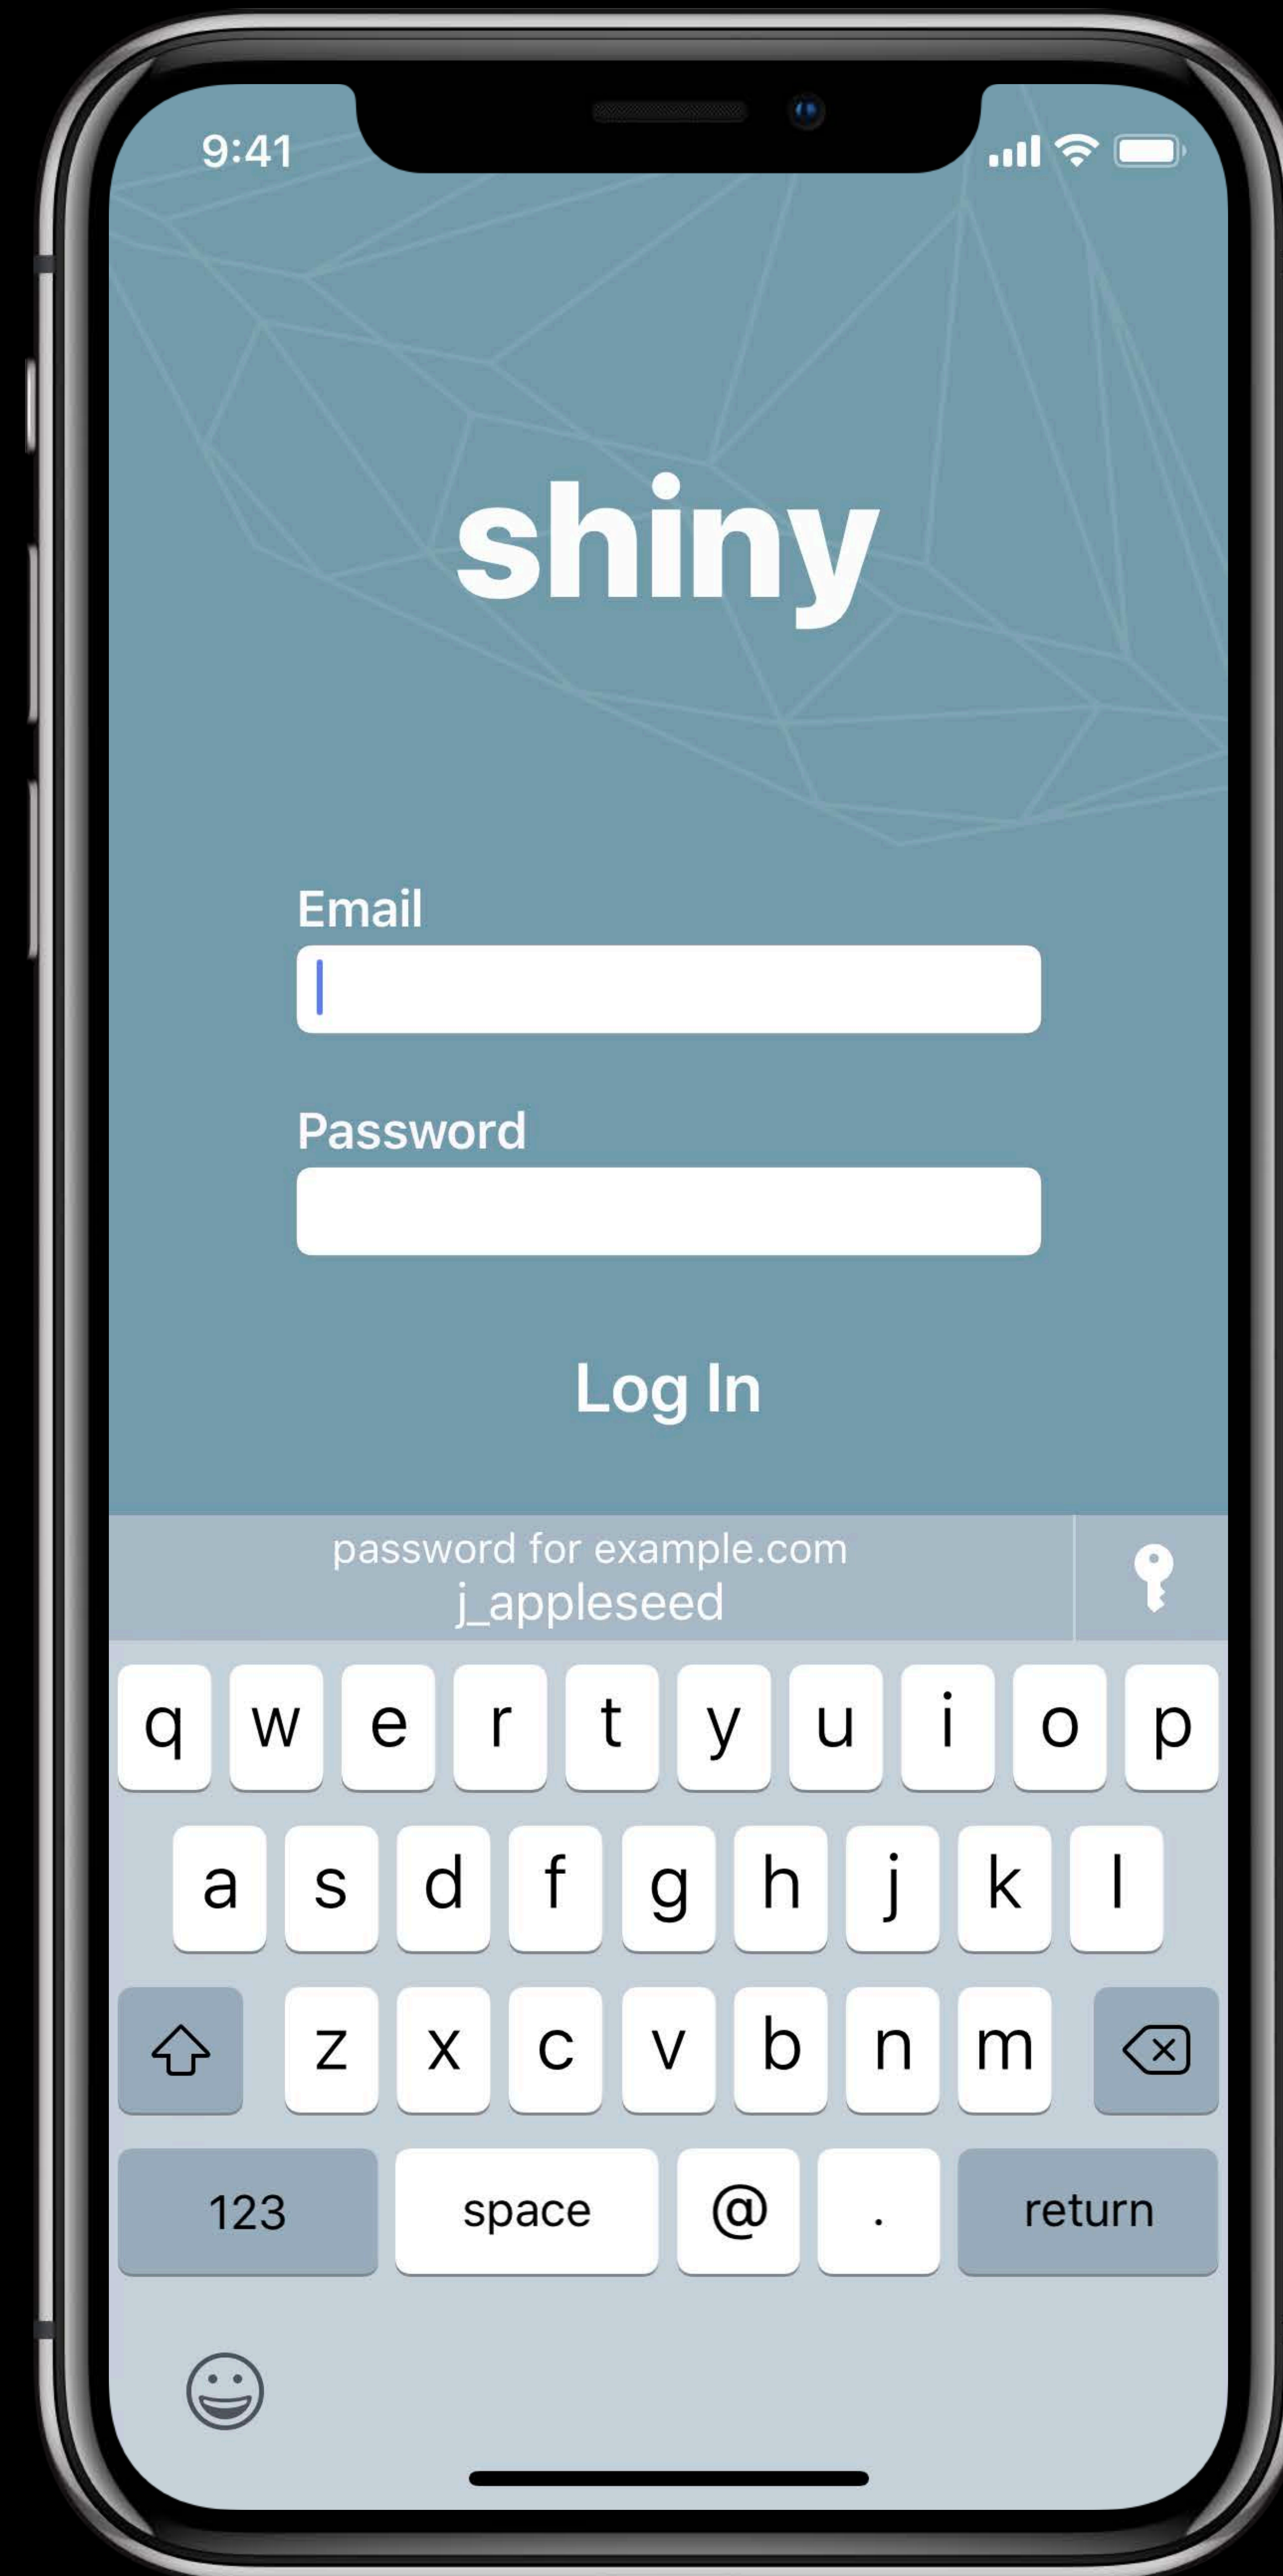 9:41
shiny
Email
Password
Log In
password for example.com
j_appleseed
q w e r t y u i o p
a s d f g h j k l
z x c v b n m
123 space @ . return